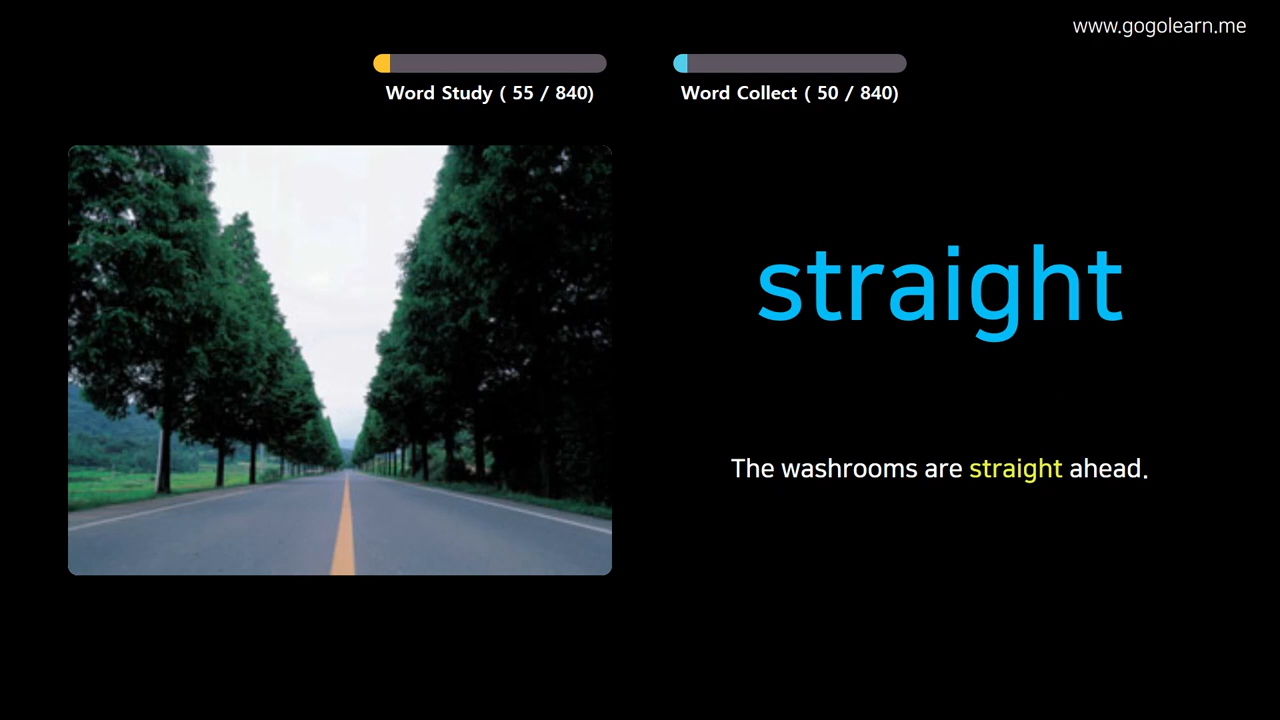 www.gogolearn.me
Word Study ( 55 / 840)
Word Collect ( 50 / 840)
straight
The washrooms are straight ahead.